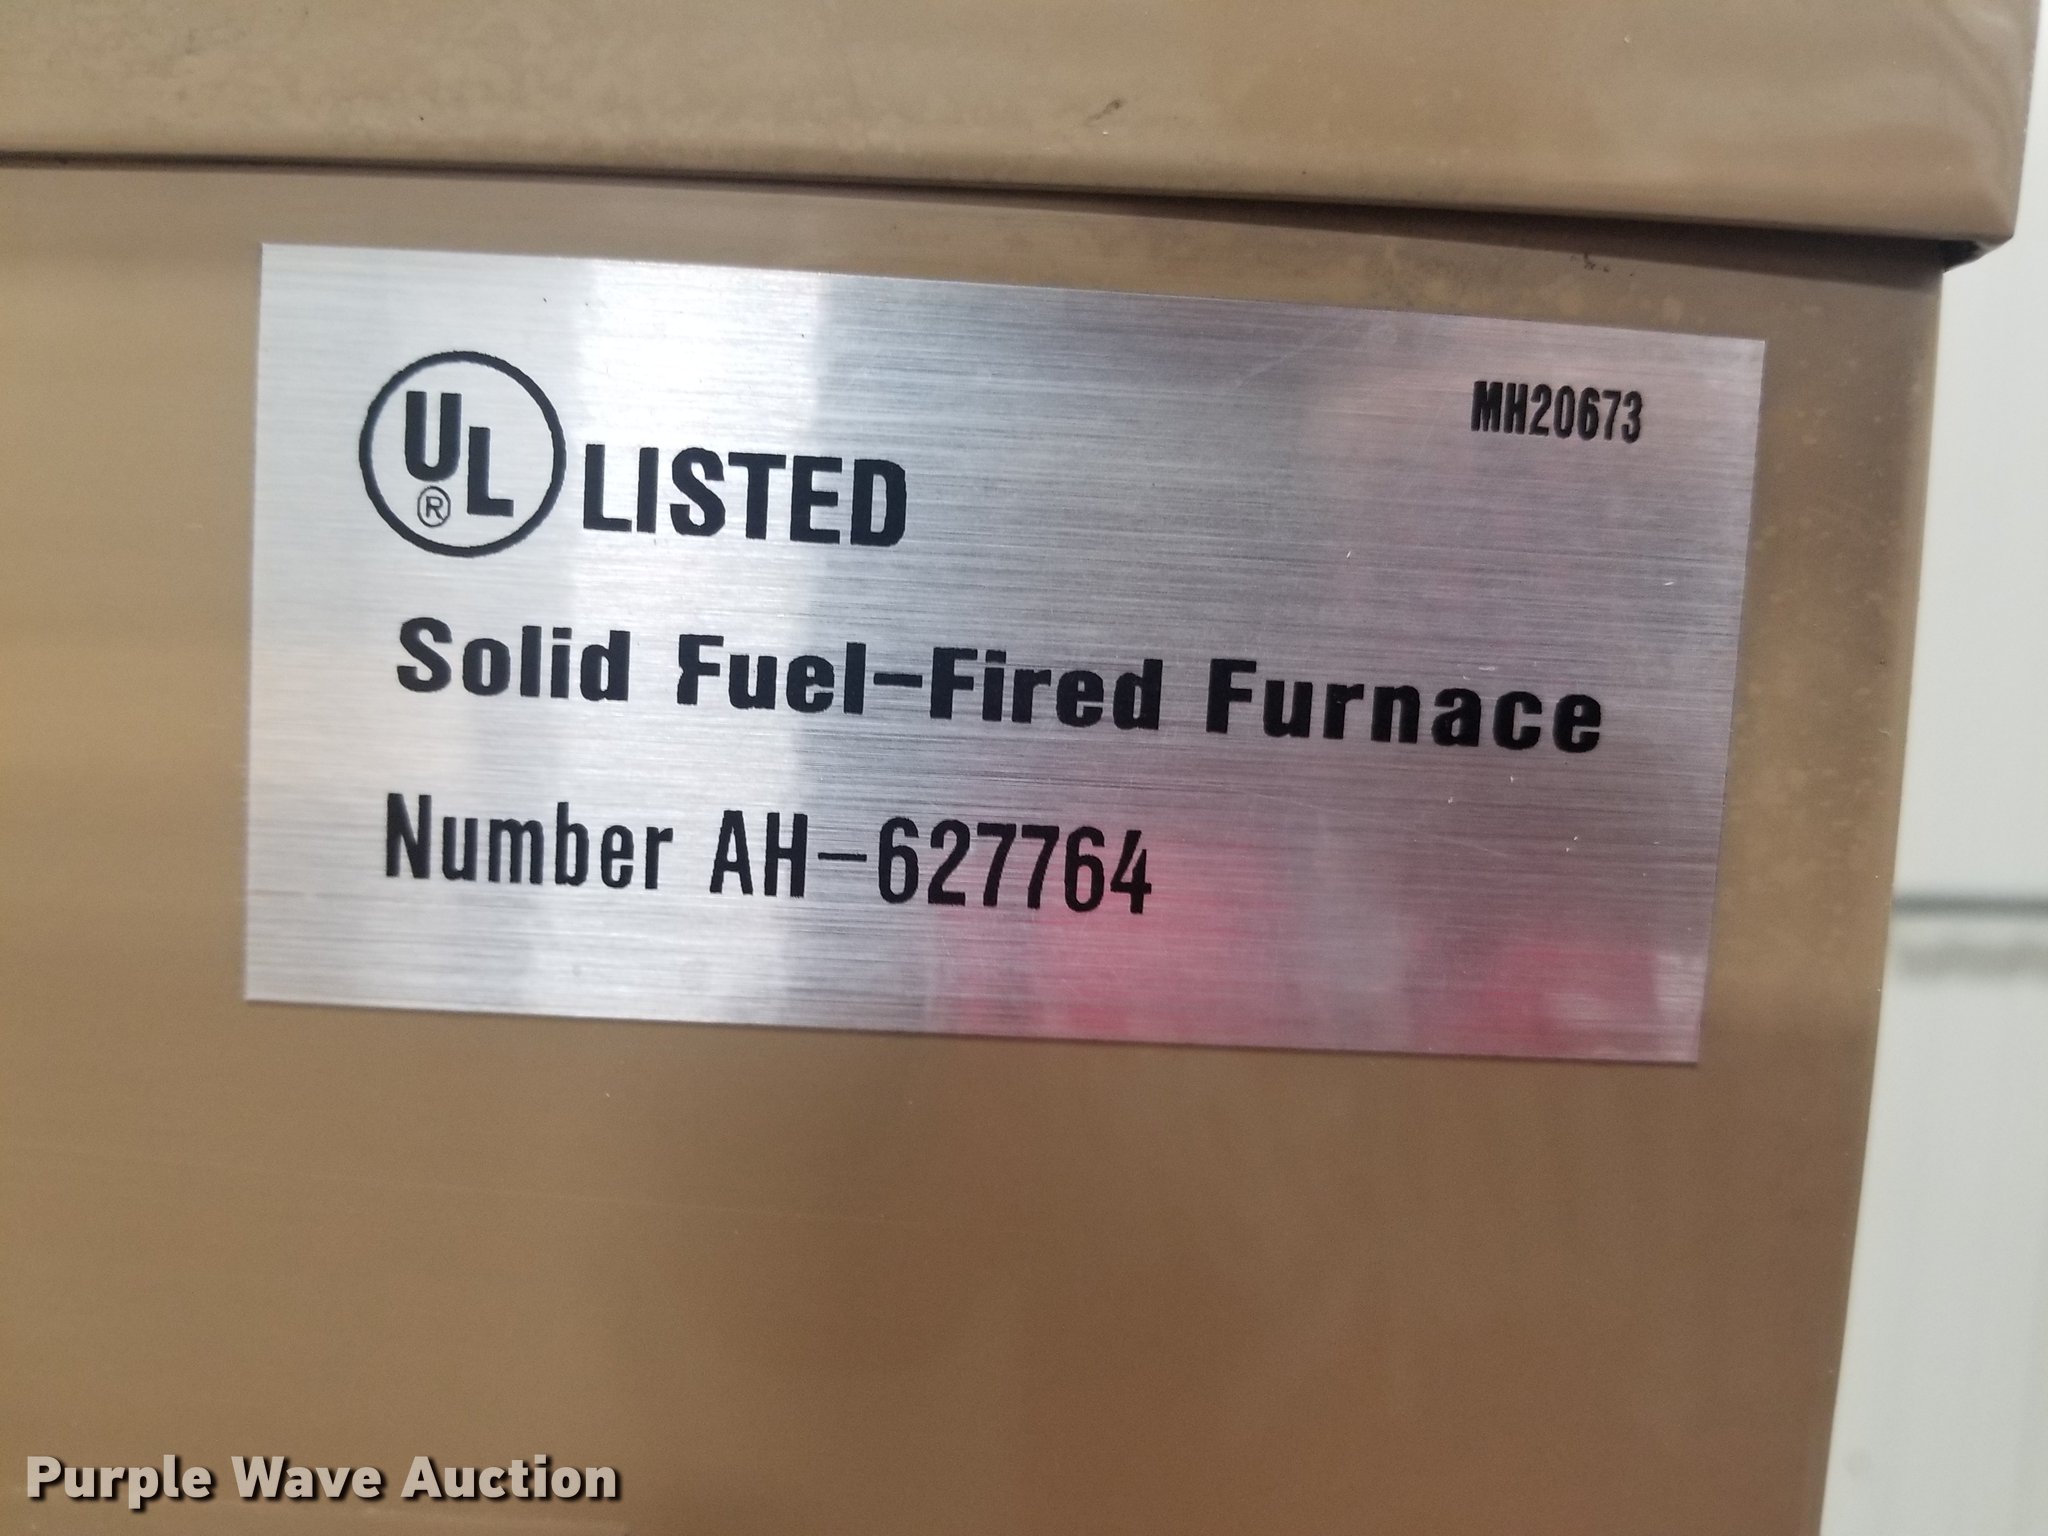 MH20673
UL® LISTED
Solid Fuel-Fired Furnace
Number AH-627764
Purple Wave Auction